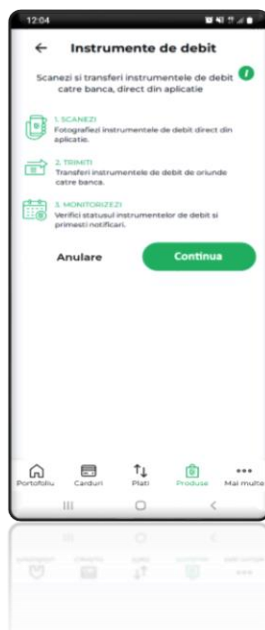 12:04
Instrumente de debit
Scanezi si transferi instrumentele de debit
catre banca, direct din aplicatie
1. SCANEZI
Fotografiezi instrumentele de debit direct din
aplicatie.
2. TRIMITI
Transferi instrumentele de debit de oriunde
catre banca.
3. MONITORIZEZI
Verifici statusul instrumentelor de debit si
primesti notificari.
Anulare Continua
Portofoliu Carduri Plati Produse Mai multe